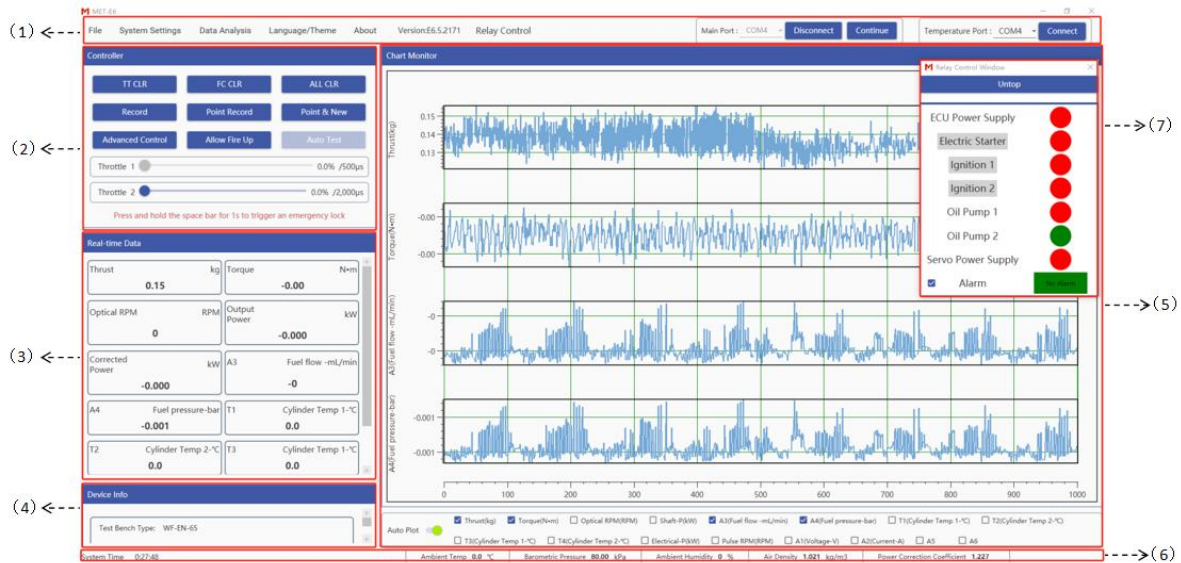 MET-E6
(1)
File System Settings Data Analysis Language/Theme About Version:E6.5.2171 Relay Control
Main Port: COM4 Disconnect Continue
Temperature Port: COM4 Connect
Controller
TT CLR FC CLR ALL CLR
Record Point Record Point & New
Advanced Control Allow Fire Up Auto Test
(2)
Throttle 1 0.0% /500μs
Throttle 2 0.0% /2,000μs
Press and hold the space bar for 1s to trigger an emergency lock
Real-time Data
Thrust kg
0.15
Torque N•m
-0.00
Optical RPM RPM
0
Output Power kW
-0.000
(3)
Corrected Power kW
-0.000
A3 Fuel flow -mL/min
-0
A4 Fuel pressure-bar
-0.001
T1 Cylinder Temp 1-℃
0.0
T2 Cylinder Temp 2-℃
0.0
T3 Cylinder Temp 1-℃
0.0
(4)
Device Info
Test Bench Type: WF-EN-65
Chart Monitor
Thrust(kg)
0.15
0.14
0.13
Torque(N•m)
-0.00
-0.00
A3(Fuel flow -mL/min)
-0
-0
A4(Fuel pressure-bar)
-0.001
-0.001
0 100 200 300 400 500 600 700 800 900 1000
Relay Control Window
Untop
ECU Power Supply
Electric Starter
Ignition 1
Ignition 2
Oil Pump 1
Oil Pump 2
Servo Power Supply
Alarm No Alarm
(7)
(5)
Auto Plot
Thrust(kg) Torque(N•m) Optical RPM(RPM) Shaft-P(kW) A3(Fuel flow -mL/min) A4(Fuel pressure-bar) T1(Cylinder Temp 1-℃) T2(Cylinder Temp 2-℃)
T3(Cylinder Temp 1-℃) T4(Cylinder Temp 2-℃) Electrical-P(kW) Pulse RPM(RPM) A1(Voltage-V) A2(Current-A) A5 A6
System Time 0:27:48 Ambient Temp 0.0 ℃ Barometric Pressure 80.00 kPa Ambient Humidity 0 % Air Density 1.021 kg/m3 Power Correction Coefficient 1.227
(6)